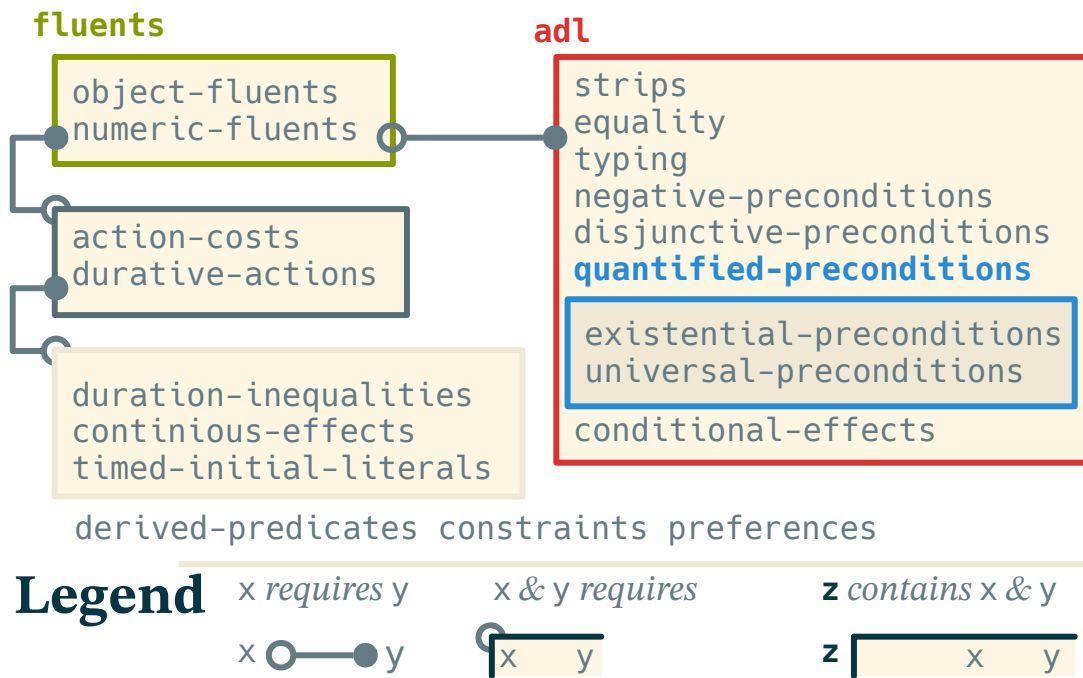 fluents
object-fluents
numeric-fluents
action-costs
durative-actions
duration-inequalities
continious-effects
timed-initial-literals
adl
strips
equality
typing
negative-preconditions
disjunctive-preconditions
quantified-preconditions
existential-preconditions
universal-preconditions
conditional-effects
derived-predicates constraints preferences
Legend
x requires y
x y
x & y requires
x y
z contains x & y
z x y